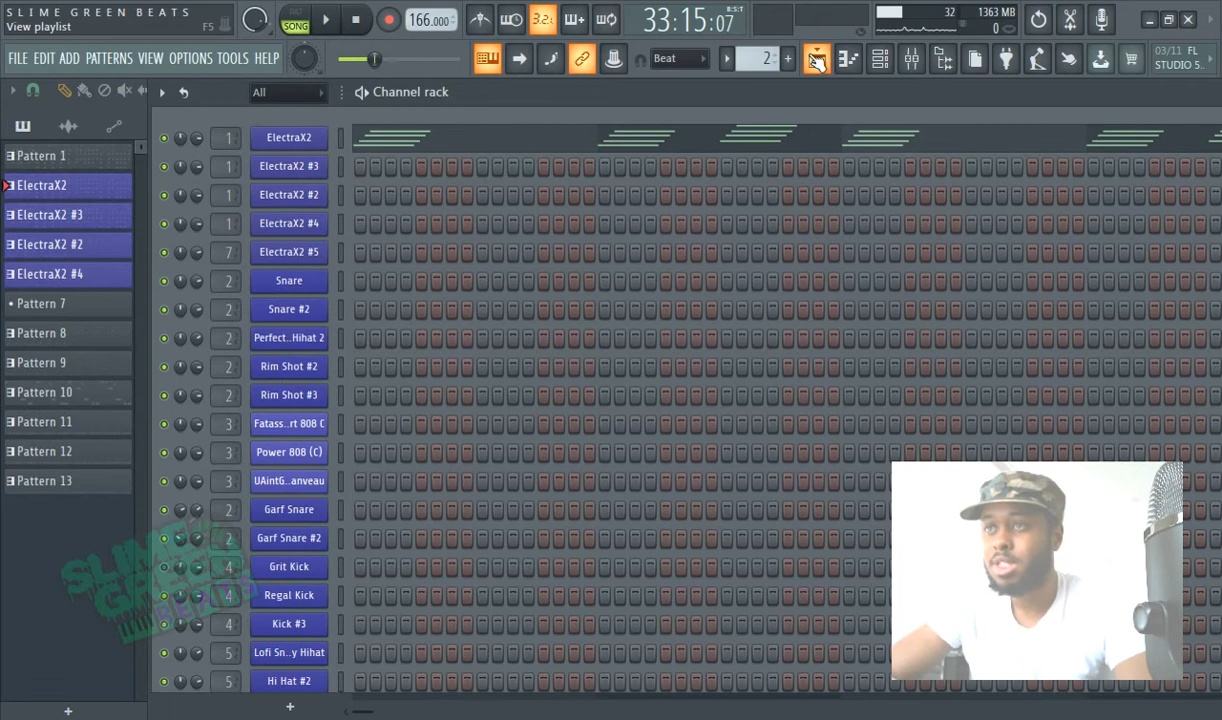 SLIME GREEN BEATS
View playlist
F5
SONG
166.000
3.2.
33:15:07
B:S:T
32
1363 MB
0
FILE EDIT ADD PATTERNS VIEW OPTIONS TOOLS HELP
Beat
2
03/11 FL
STUDIO 5..
All
Channel rack
Pattern 1
ElectraX2
ElectraX2 #3
ElectraX2 #2
ElectraX2 #4
Pattern 7
Pattern 8
Pattern 9
Pattern 10
Pattern 11
Pattern 12
Pattern 13
1 ElectraX2
1 ElectraX2 #3
1 ElectraX2 #2
1 ElectraX2 #4
7 ElectraX2 #5
2 Snare
2 Snare #2
2 Perfect..Hihat 2
2 Rim Shot #2
2 Rim Shot #3
3 Fatass..rt 808 C
3 Power 808 (C)
3 UAintG..anveau
2 Garf Snare
2 Garf Snare #2
4 Grit Kick
4 Regal Kick
4 Kick #3
5 Lofi Sn..y Hihat
5 Hi Hat #2
SLIME
GREEN
BEATS